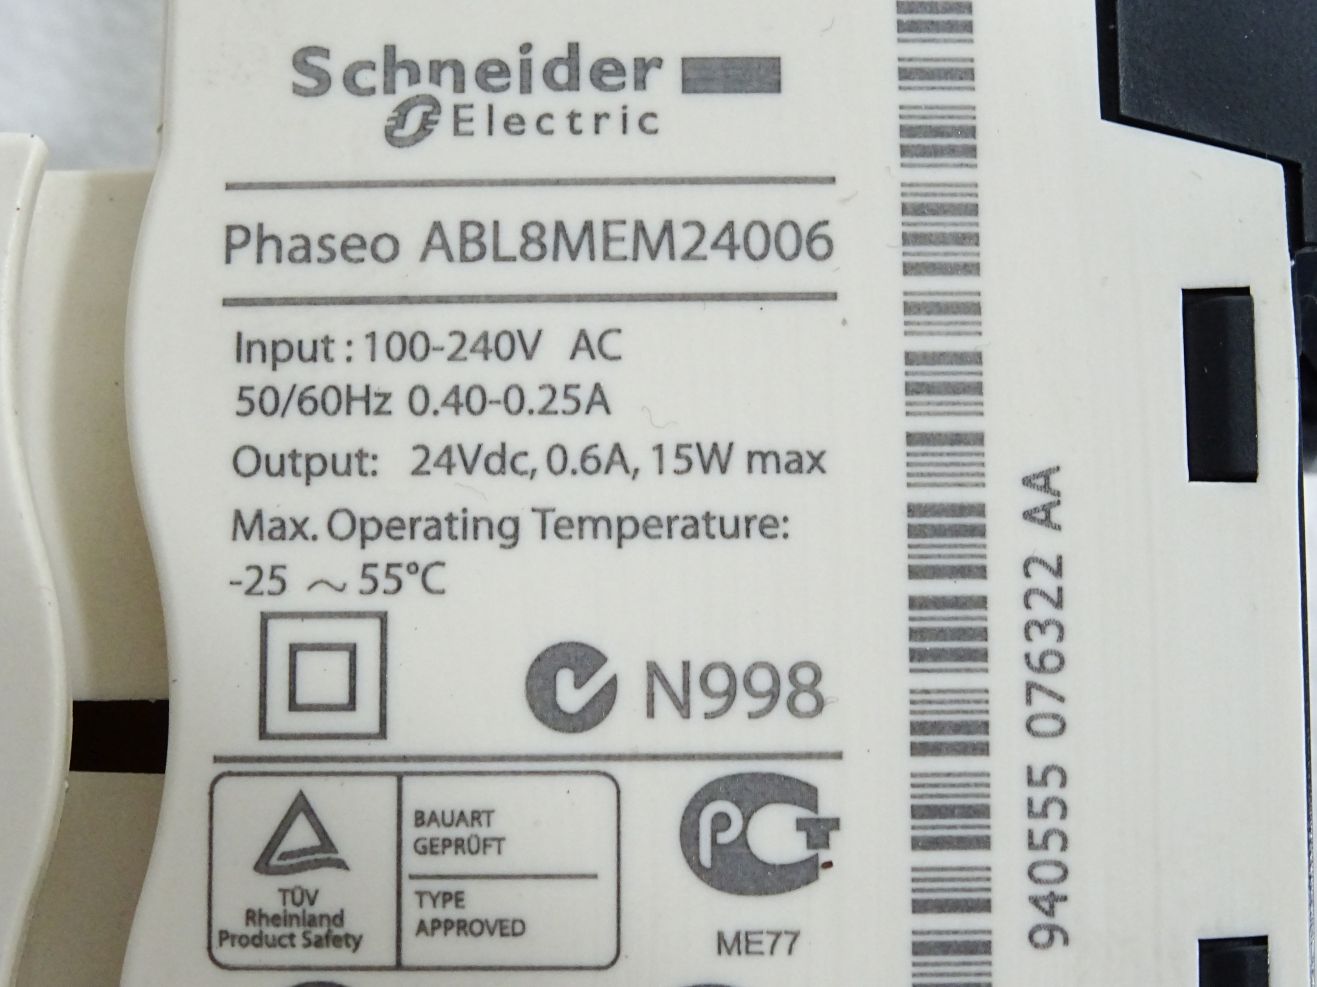 Schneider
Electric
Phaseo ABL8MEM24006
Input : 100-240V AC
50/60Hz 0.40-0.25A
Output: 24Vdc, 0.6A, 15W max
Max. Operating Temperature:
-25 ～ 55°C
N998
TÜV
Rheinland
Product Safety
BAUART
GEPRÜFT
TYPE
APPROVED
PCT
ME77
940555 076322 AA